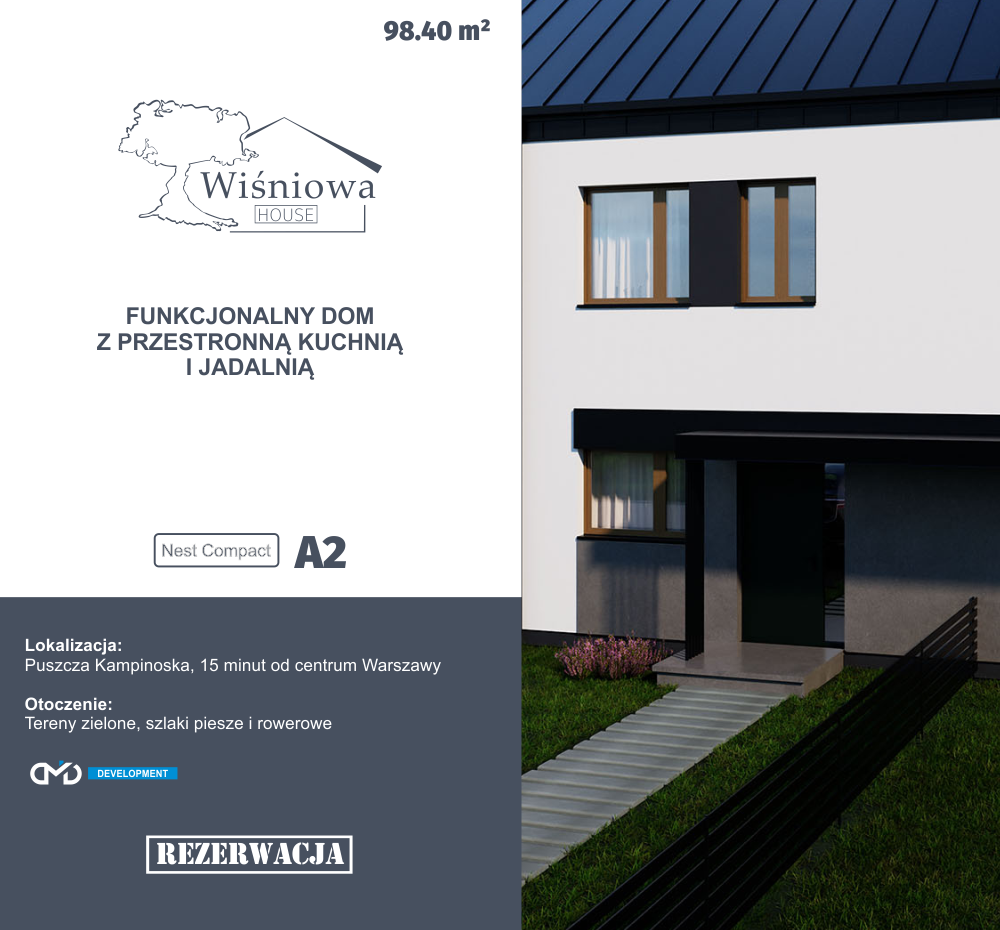 98.40 m²
Wiśniowa
HOUSE
FUNKCJONALNY DOM
Z PRZESTRONNĄ KUCHNIĄ
I JADALNIĄ
Nest Compact A2
Lokalizacja:
Puszcza Kampinoska, 15 minut od centrum Warszawy
Otoczenie:
Tereny zielone, szlaki piesze i rowerowe
DMD DEVELOPMENT
REZERWACJA